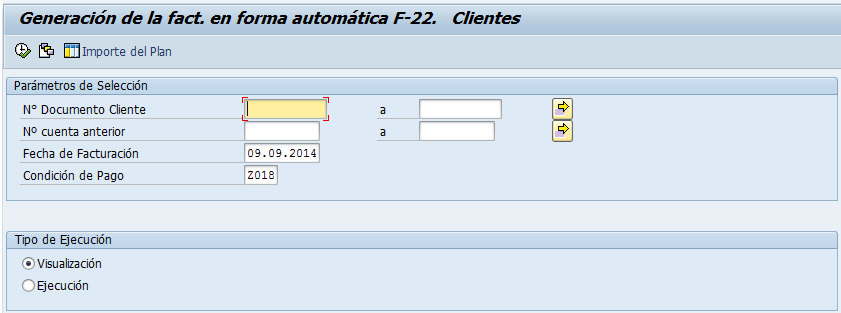 Generación de la fact. en forma automática F-22. Clientes
Importe del Plan
Parámetros de Selección
Nº Documento Cliente a
Nº cuenta anterior a
Fecha de Facturación 09.09.2014
Condición de Pago Z018
Tipo de Ejecución
Visualización
Ejecución